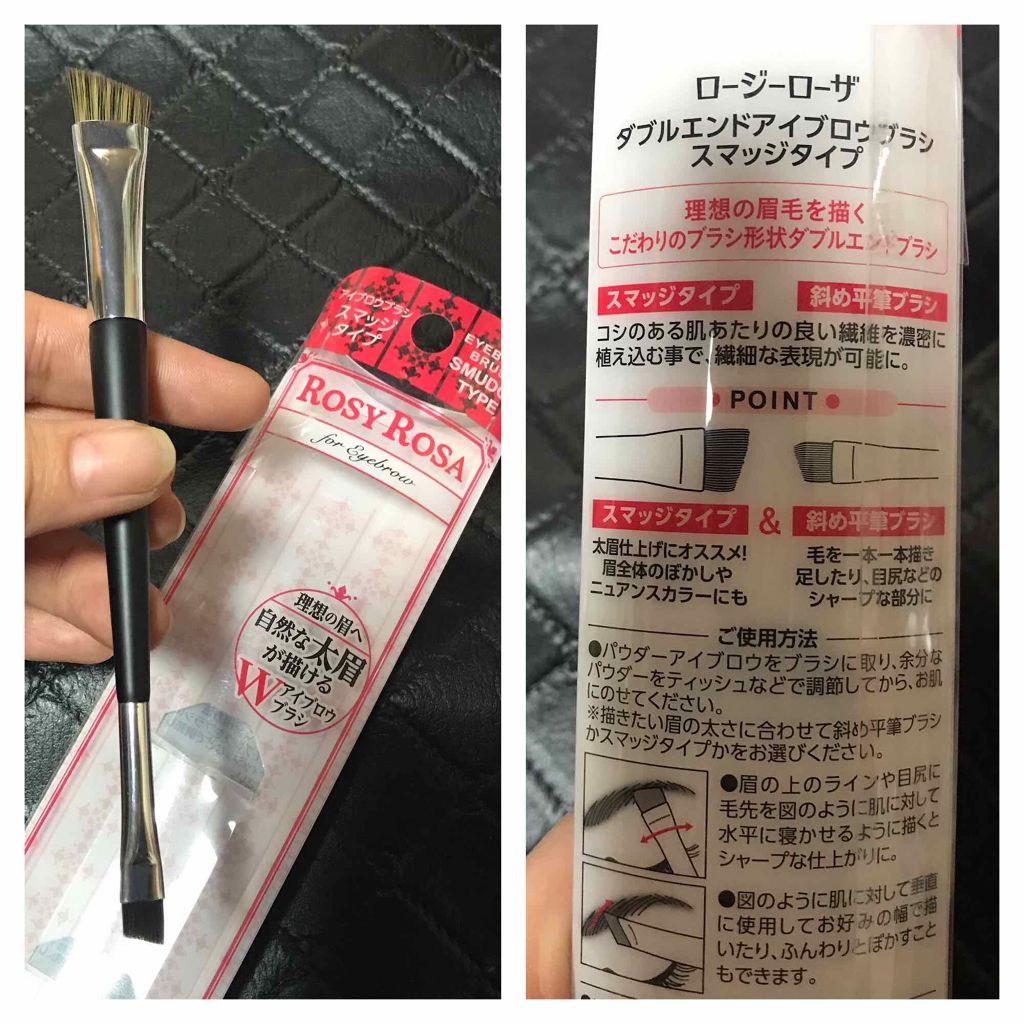 アイブロウブラシ
スマッジ
タイプ
BRUS
SMUDG
TYPE
ROSY ROSA
for Eyebrow
理想の眉へ
自然な太眉
が描ける
W アイブロウ
ブラシ
ロージーローザ
ダブルエンドアイブロウブラシ
スマッジタイプ
理想の眉毛を描く
こだわりのブラシ形状ダブルエンドブラシ
スマッジタイプ 斜め平筆ブラシ
コシのある肌あたりの良い繊維を濃密に
植え込む事で、繊細な表現が可能に。
POINT
スマッジタイプ & 斜め平筆ブラシ
太眉仕上げにオススメ!
眉全体のぼかしや
ニュアンスカラーにも
毛を一本一本描き
足したり、目尻などの
シャープな部分に
ご使用方法
●パウダーアイブロウをブラシに取り、余分な
パウダーをティッシュなどで調節してから、お肌
にのせてください。
※描きたい眉の太さに合わせて斜め平筆ブラシ
かスマッジタイプかをお選びください。
●眉の上のラインや目尻に
毛先を図のように肌に対して
水平に寝かせるように描くと
シャープな仕上がりに。
●図のように肌に対して垂直
に使用してお好みの幅で描
いたり、ふんわりとぼかすこと
もできます。